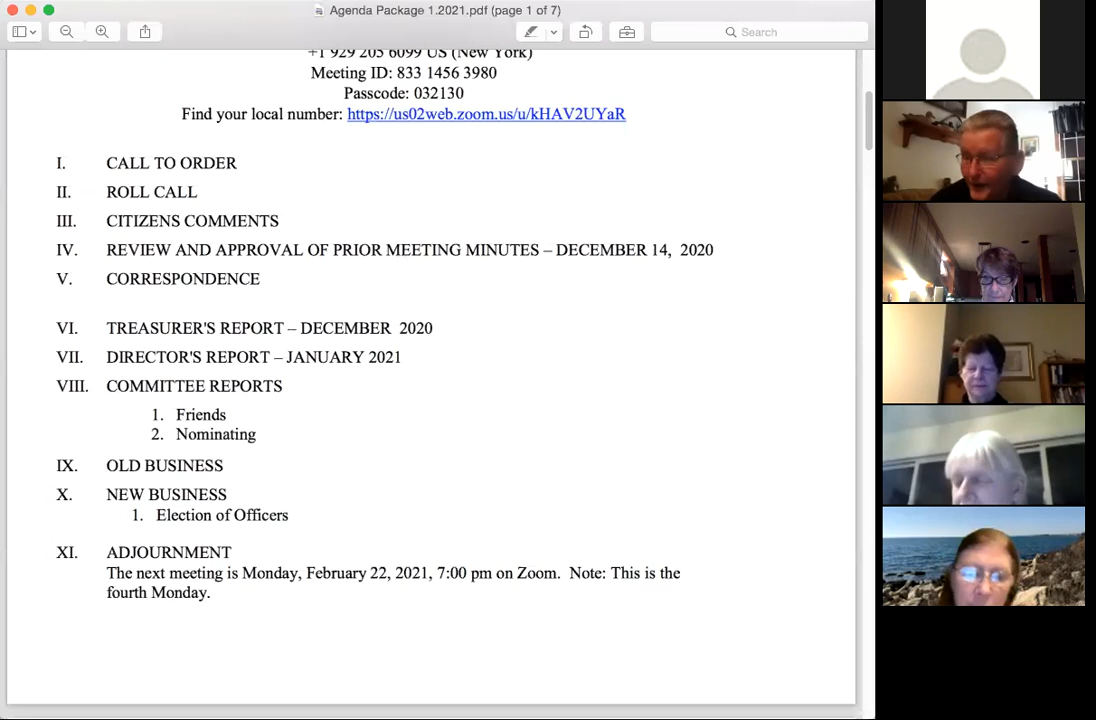 Agenda Package 1.2021.pdf (page 1 of 7)
Search
+1 929 205 6099 US (New York)
Meeting ID: 833 1456 3980
Passcode: 032130
Find your local number: https://us02web.zoom.us/u/kHAV2UYaR
I. CALL TO ORDER
II. ROLL CALL
III. CITIZENS COMMENTS
IV. REVIEW AND APPROVAL OF PRIOR MEETING MINUTES – DECEMBER 14, 2020
V. CORRESPONDENCE
VI. TREASURER'S REPORT – DECEMBER 2020
VII. DIRECTOR'S REPORT – JANUARY 2021
VIII. COMMITTEE REPORTS
1. Friends
2. Nominating
IX. OLD BUSINESS
X. NEW BUSINESS
1. Election of Officers
XI. ADJOURNMENT
The next meeting is Monday, February 22, 2021, 7:00 pm on Zoom. Note: This is the
fourth Monday.